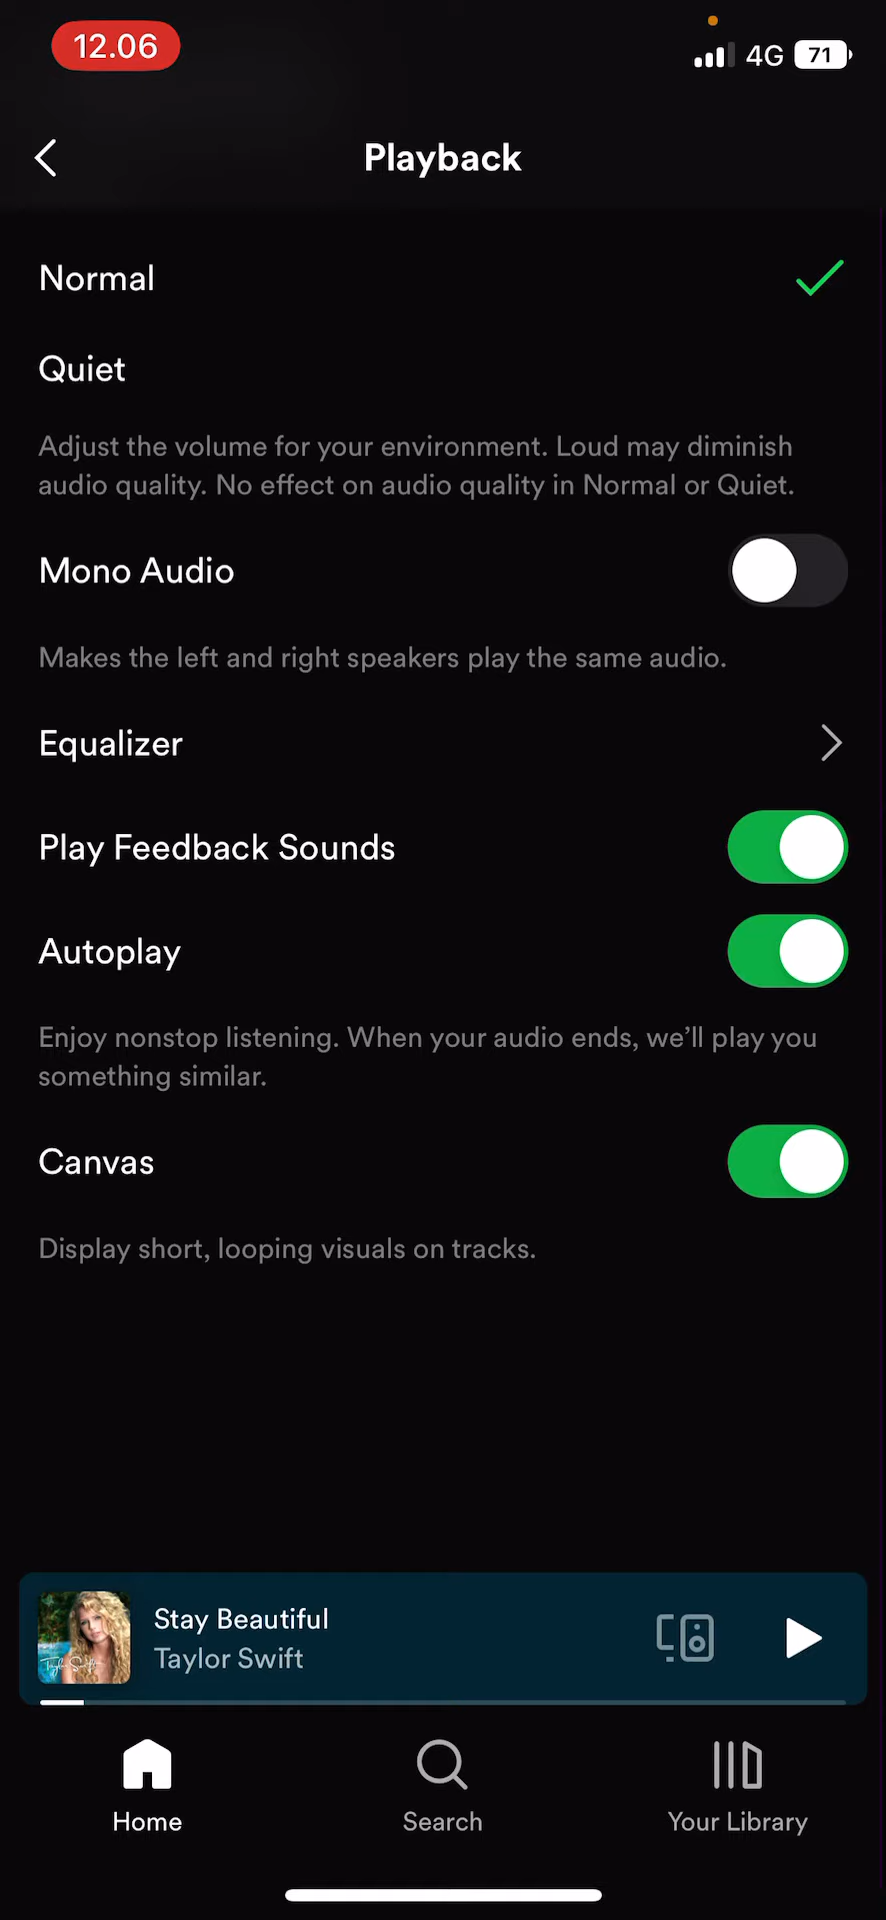 12.06
4G 71
Playback
Normal
Quiet
Adjust the volume for your environment. Loud may diminish
audio quality. No effect on audio quality in Normal or Quiet.
Mono Audio
Makes the left and right speakers play the same audio.
Equalizer
Play Feedback Sounds
Autoplay
Enjoy nonstop listening. When your audio ends, we’ll play you
something similar.
Canvas
Display short, looping visuals on tracks.
Taylor Swift
Stay Beautiful
Taylor Swift
Home
Search
Your Library